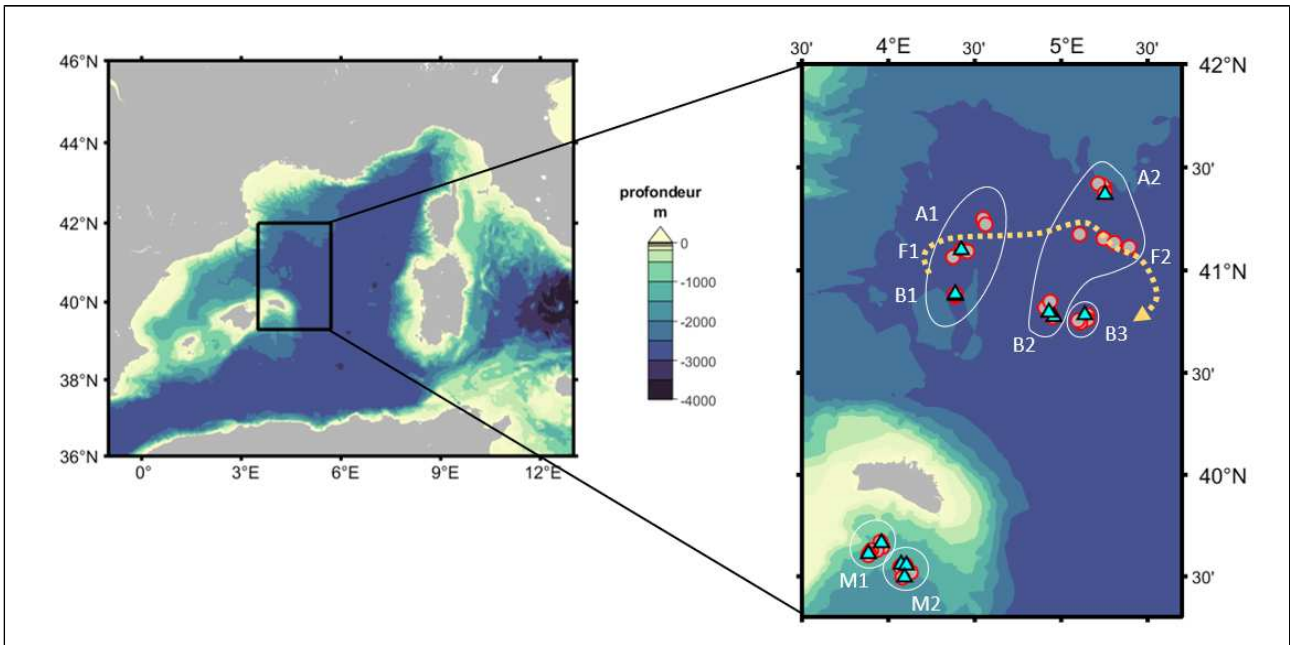 46°N
44°N
42°N
40°N
38°N
36°N
0°
3°E
6°E
9°E
12°E
profondeur
m
0
-1000
-2000
-3000
-4000
30'
4°E
30'
5°E
30'
42°N
30'
41°N
30'
40°N
30'
A1
A2
F1
F2
B1
B2
B3
M1
M2